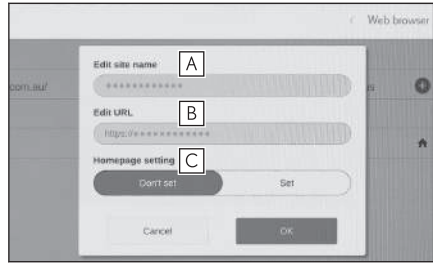 < Web browser
Edit site name A
************
.com.au/
Edit URL B
https://************
Homepage setting C
Don't set Set
Cancel OK